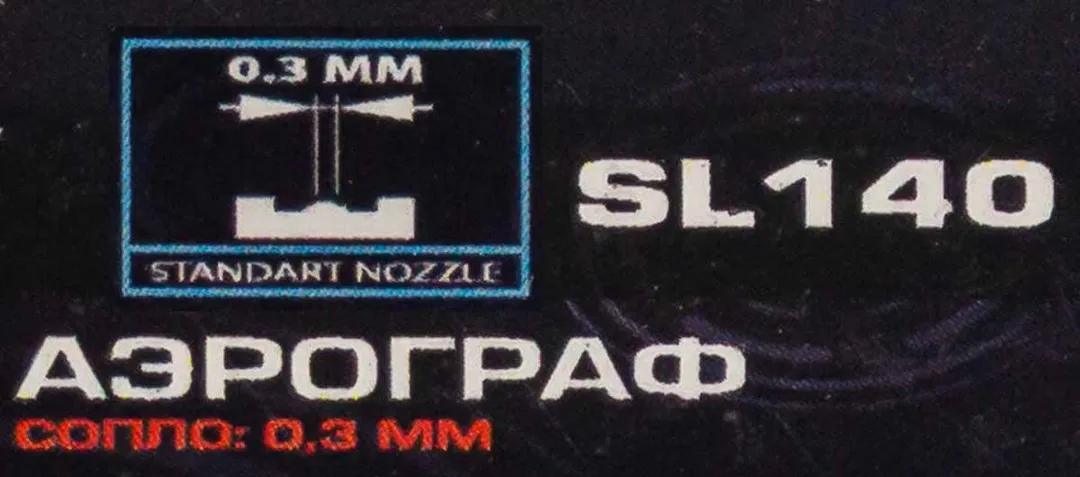 0.3 MM
STANDART NOZZLE
SL140
АЭРОГРАФ
СОПЛО: 0,3 ММ